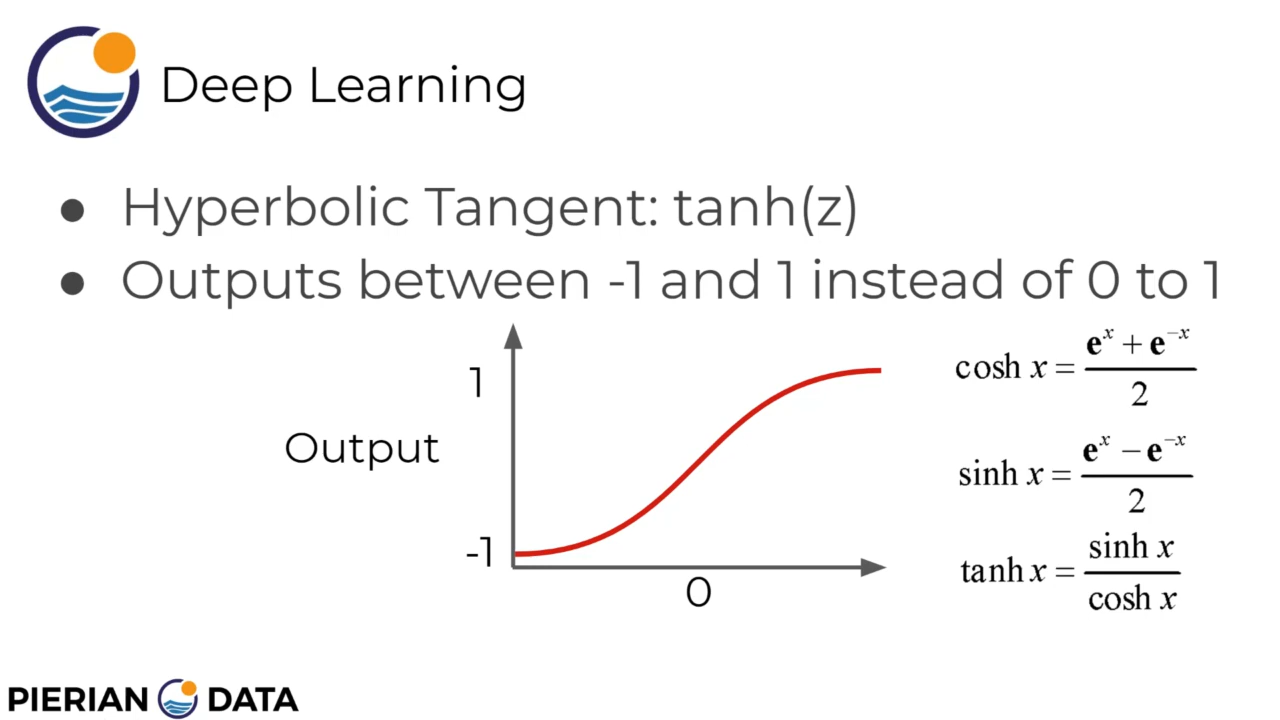 Deep Learning
● Hyperbolic Tangent: tanh(z)
● Outputs between -1 and 1 instead of 0 to 1
1
Output
-1
0
cosh x = (e^x + e^-x) / 2
sinh x = (e^x − e^-x) / 2
tanh x = sinh x / cosh x
PIERIAN DATA